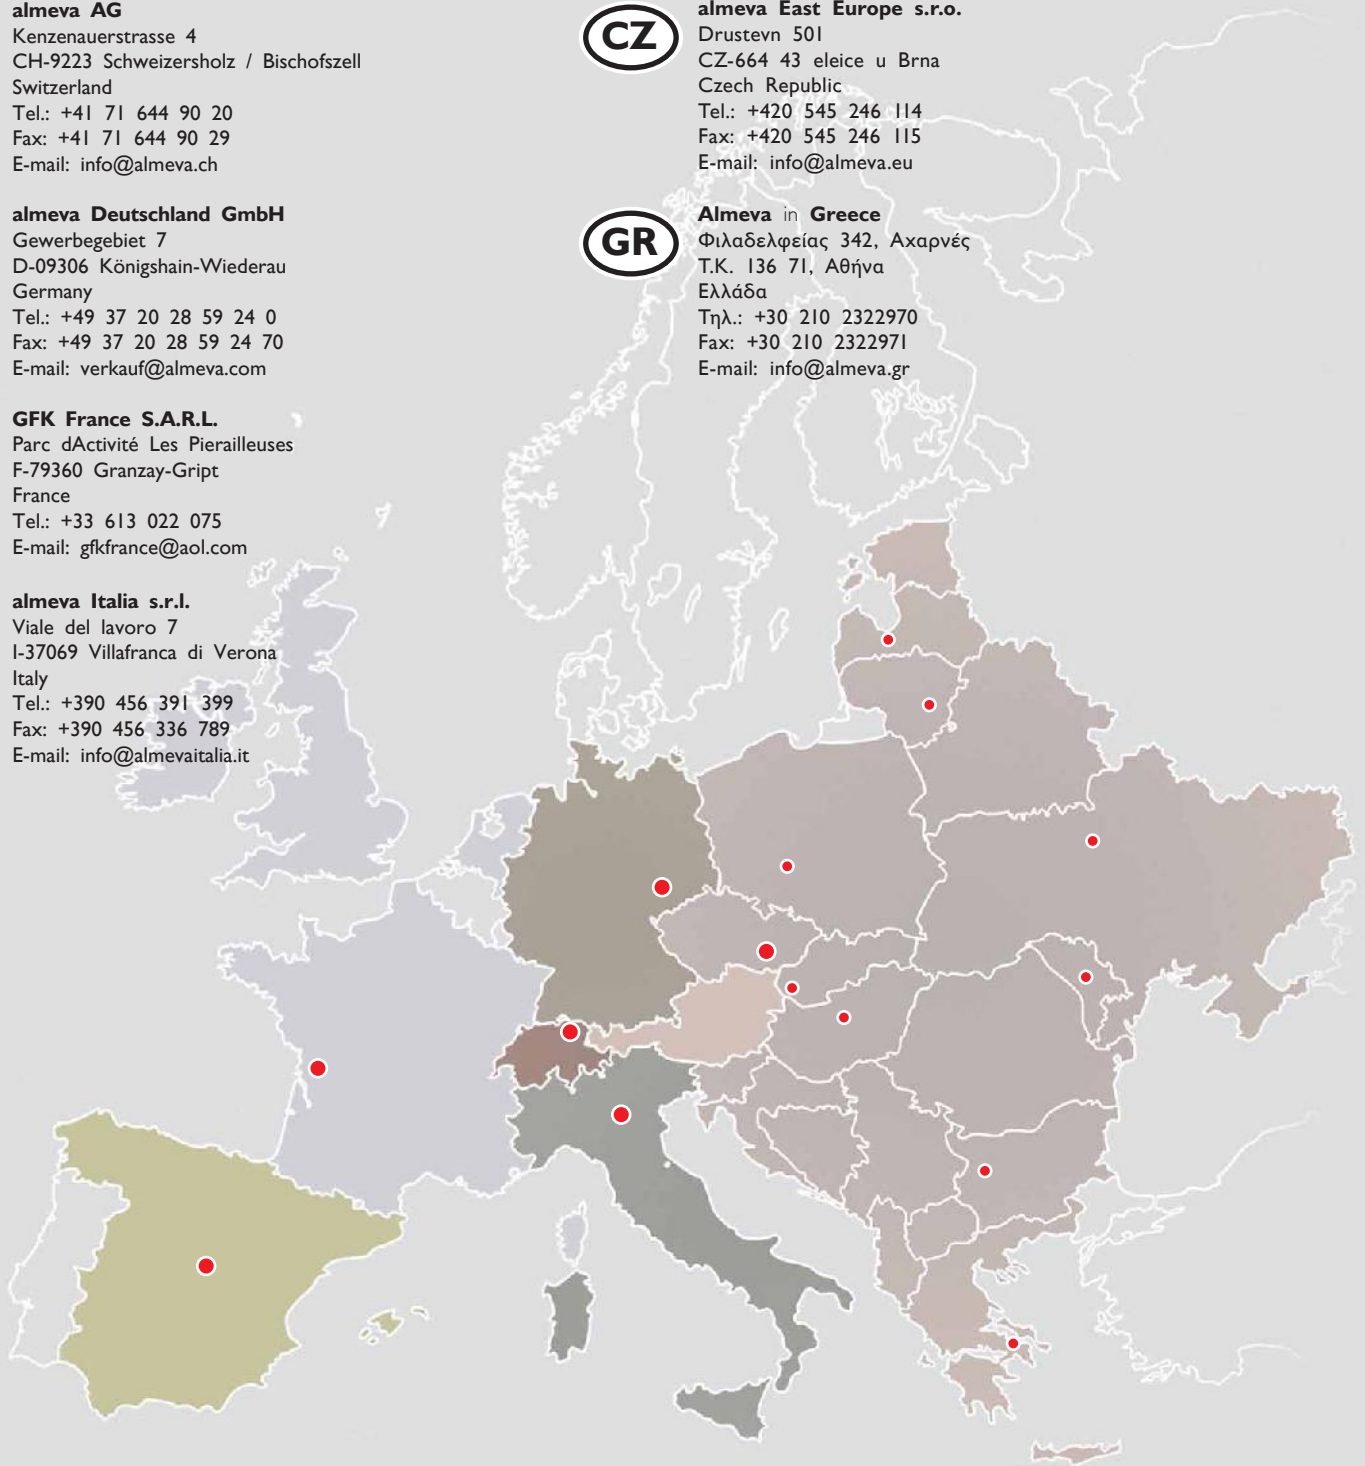 almeva AG
Kenzenauerstrasse 4
CH-9223 Schweizersholz / Bischofszell
Switzerland
Tel.: +41 71 644 90 20
Fax: +41 71 644 90 29
E-mail: info@almeva.ch
almeva Deutschland GmbH
Gewerbegebiet 7
D-09306 Königshain-Wiederau
Germany
Tel.: +49 37 20 28 59 24 0
Fax: +49 37 20 28 59 24 70
E-mail: verkauf@almeva.com
GFK France S.A.R.L.
Parc dActivité Les Pierailleuses
F-79360 Granzay-Gript
France
Tel.: +33 613 022 075
E-mail: gfkfrance@aol.com
almeva Italia s.r.l.
Viale del lavoro 7
I-37069 Villafranca di Verona
Italy
Tel.: +390 456 391 399
Fax: +390 456 336 789
E-mail: info@almevaitalia.it
CZ
almeva East Europe s.r.o.
Drustevn 501
CZ-664 43 eleice u Brna
Czech Republic
Tel.: +420 545 246 114
Fax: +420 545 246 115
E-mail: info@almeva.eu
GR
Almeva in Greece
Φιλαδελφείας 342, Αχαρνές
Τ.Κ. 136 71, Αθήνα
Ελλάδα
Τηλ.: +30 210 2322970
Fax: +30 210 2322971
E-mail: info@almeva.gr